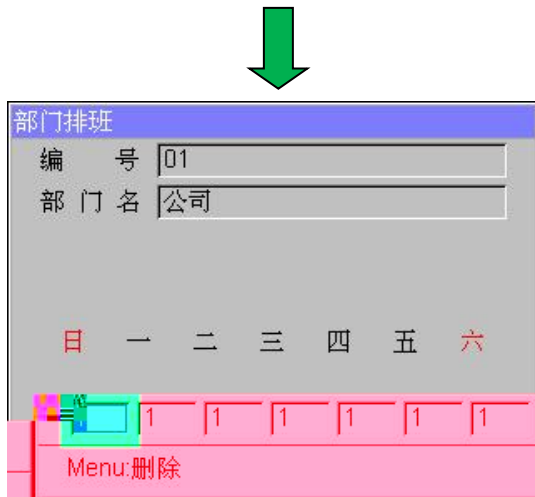 部门排班
编 号 01
部门名 公司
日 一 二 三 四 五 六
1 1 1 1 1 1
Menu:删除